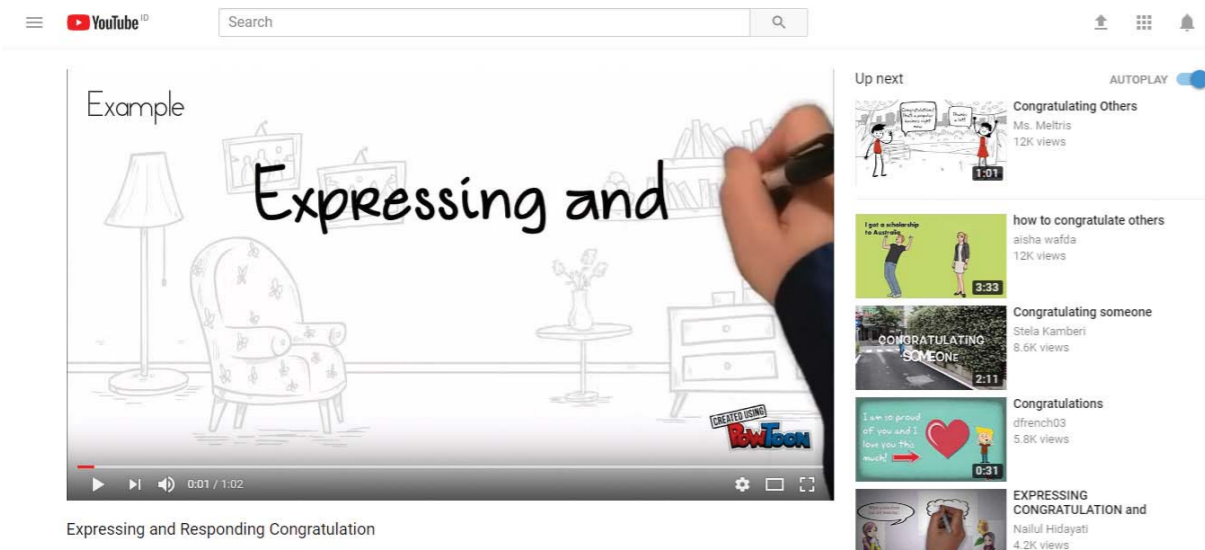 YouTube ID
Search
Example
Expressing and
CREATED USING
POWTOON
0:01 / 1:02
Expressing and Responding Congratulation
Up next
AUTOPLAY
1:01
Congratulating Others
Ms. Meltris
12K views
I got a scholarship
to Australia
3:33
how to congratulate others
aisha wafda
12K views
CONGRATULATING
SOMEONE
2:11
Congratulating someone
Stela Kamberi
8.6K views
I am so proud
of you and I
love you this
much!
0:31
Congratulations
dfrench03
5.8K views
EXPRESSING
CONGRATULATION and
Nailul Hidayati
4.2K views